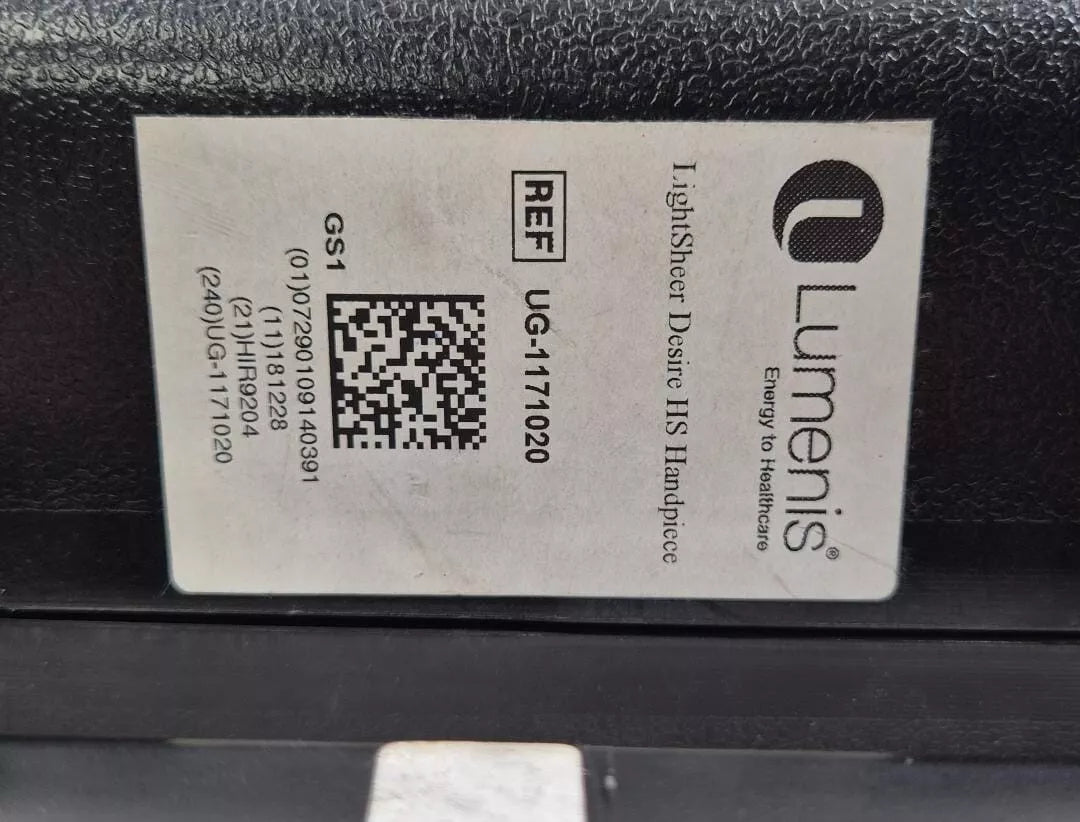 Lumenis®
Energy to Healthcare
LightSheer Desire HS Handpiece
REF UG-1171020
GS1
(01)07290109140391
(11)181228
(21)HIR9204
(240)UG-1171020